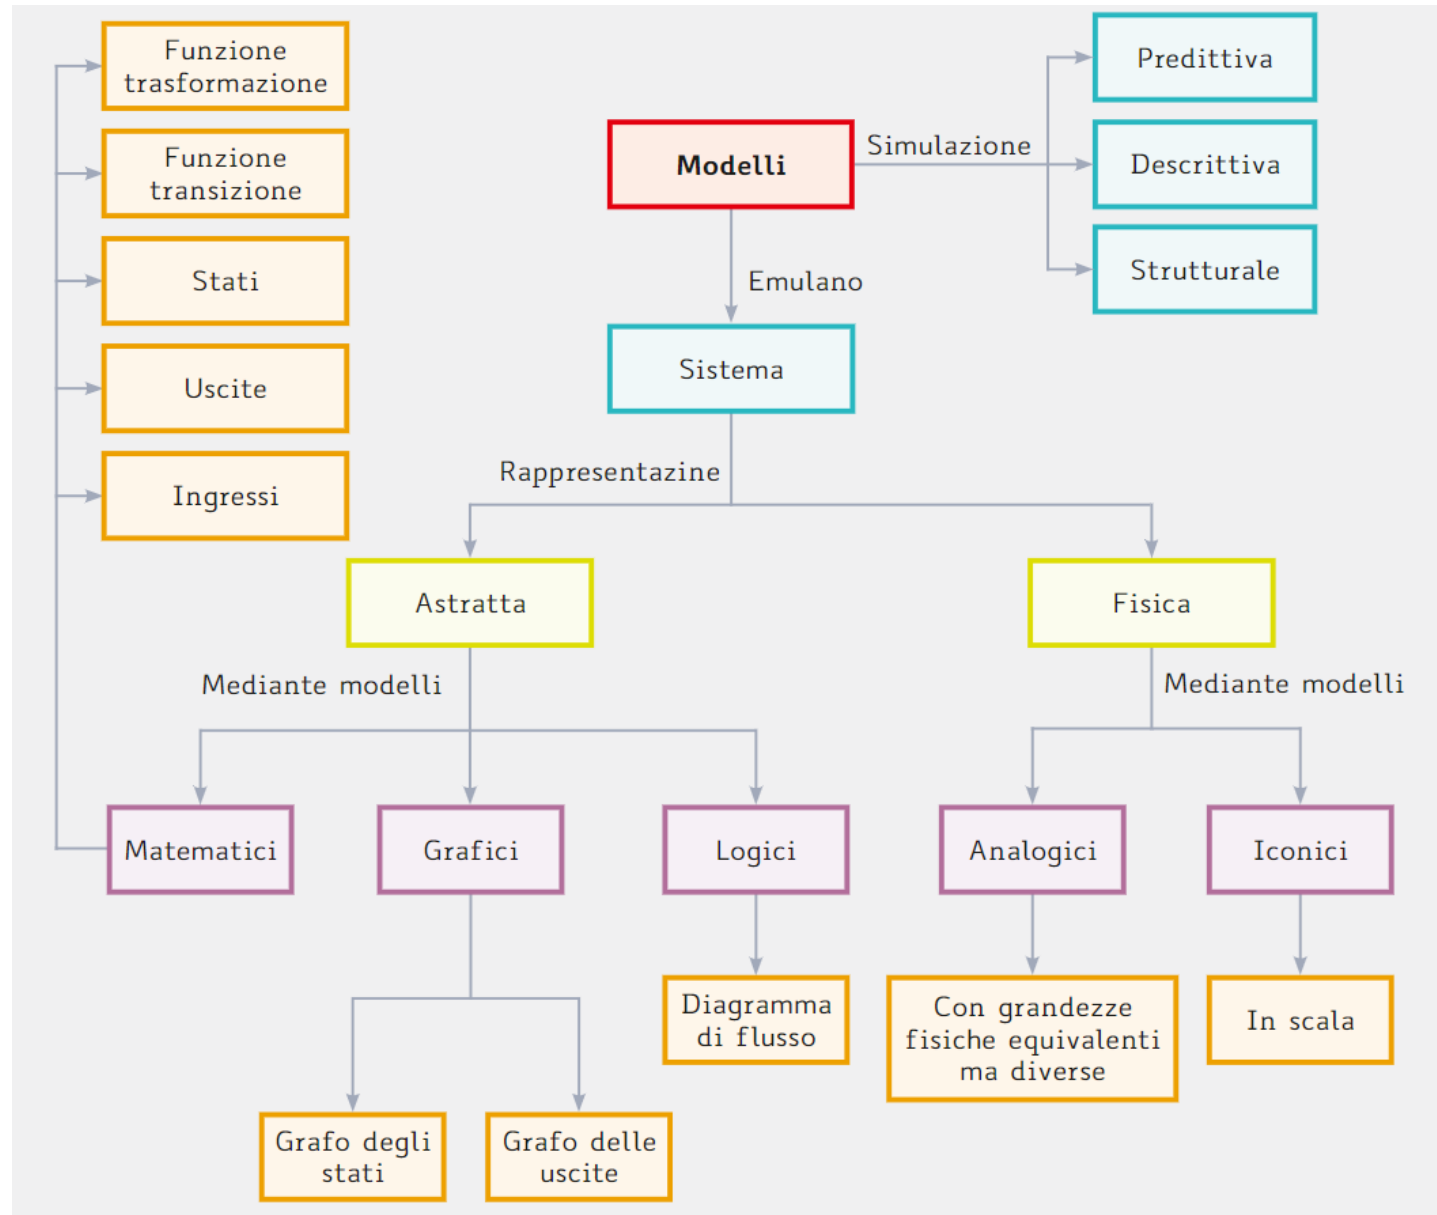 Funzione
trasformazione
Funzione
transizione
Stati
Uscite
Ingressi
Modelli
Simulazione
Predittiva
Descrittiva
Strutturale
Emulano
Sistema
Rappresentazine
Astratta
Fisica
Mediante modelli
Mediante modelli
Matematici
Grafici
Logici
Analogici
Iconici
Diagramma
di flusso
Con grandezze
fisiche equivalenti
ma diverse
In scala
Grafo degli
stati
Grafo delle
uscite